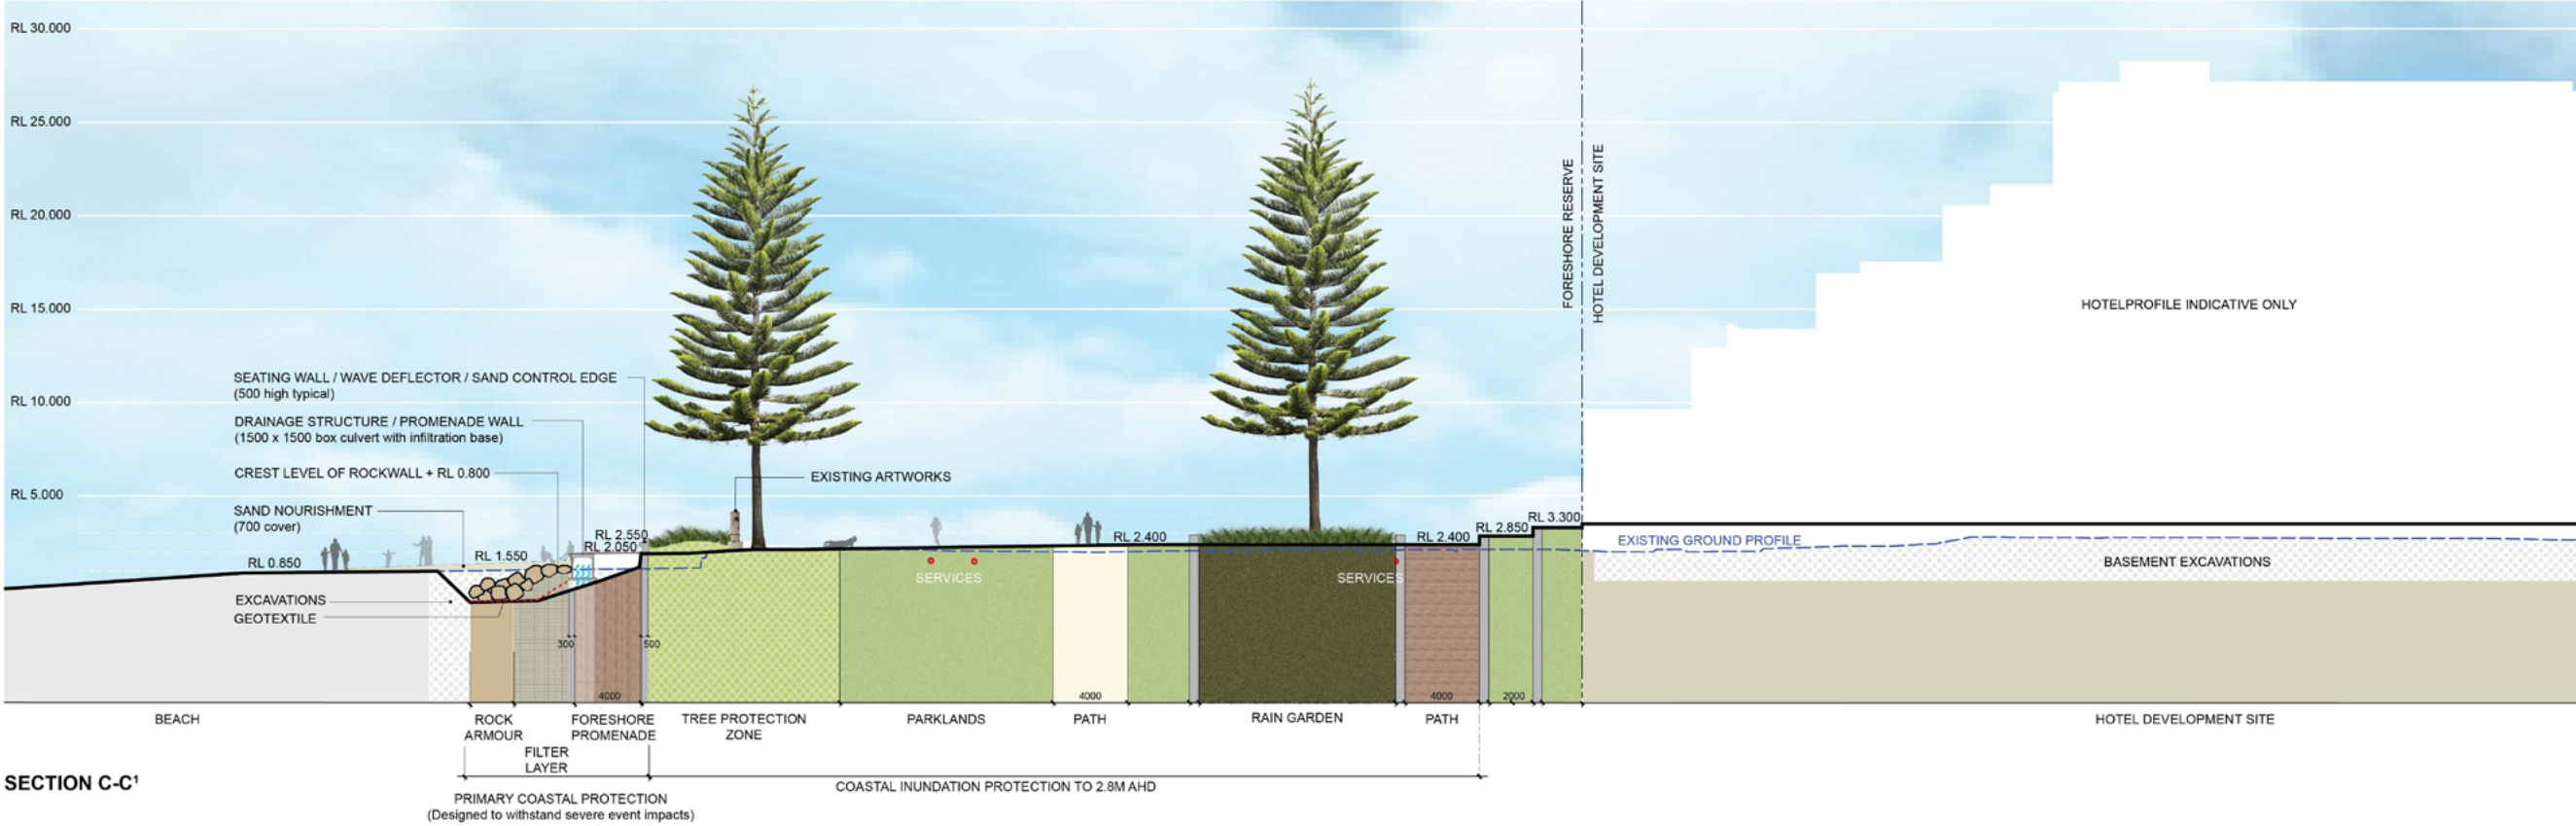 RL 30.000
RL 25.000
RL 20.000
RL 15.000
RL 10.000
RL 5.000
FORESHORE RESERVE
HOTEL DEVELOPMENT SITE
HOTELPROFILE INDICATIVE ONLY
SEATING WALL / WAVE DEFLECTOR / SAND CONTROL EDGE
(500 high typical)
DRAINAGE STRUCTURE / PROMENADE WALL
(1500 x 1500 box culvert with infiltration base)
CREST LEVEL OF ROCKWALL + RL 0.800
SAND NOURISHMENT
(700 cover)
EXISTING ARTWORKS
RL 0.850
RL 1.550
RL 2.550
RL 2.050
RL 2.400
RL 2.400
RL 2.850
RL 3.300
EXISTING GROUND PROFILE
BASEMENT EXCAVATIONS
SERVICES
SERVICES
EXCAVATIONS
GEOTEXTILE
300
500
4000
4000
4000
2000
BEACH
ROCK
ARMOUR
FILTER
LAYER
FORESHORE
PROMENADE
TREE PROTECTION
ZONE
PARKLANDS
PATH
RAIN GARDEN
PATH
HOTEL DEVELOPMENT SITE
SECTION C-C¹
PRIMARY COASTAL PROTECTION
(Designed to withstand severe event impacts)
COASTAL INUNDATION PROTECTION TO 2.8M AHD